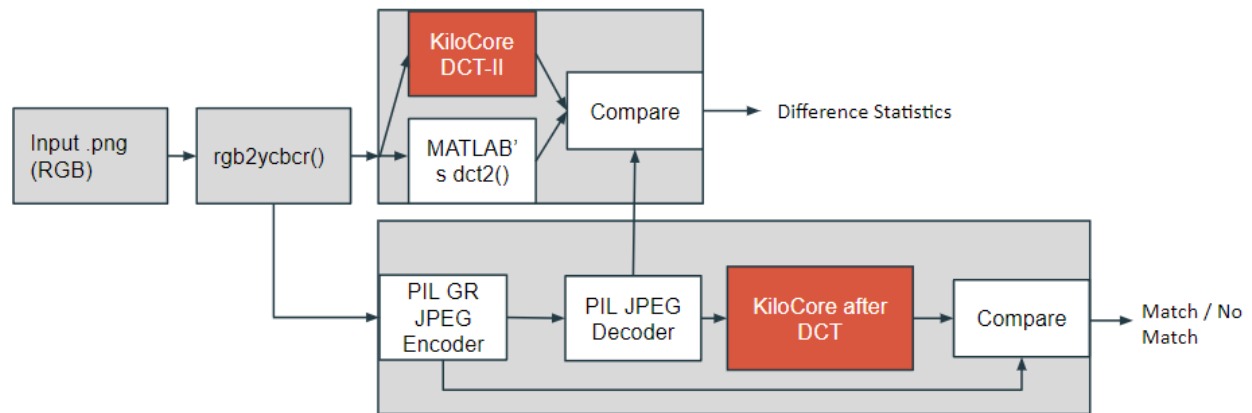 KiloCore
DCT-II
Compare
Difference Statistics
Input .png
(RGB)
rgb2ycbcr()
MATLAB'
s dct2()
PIL GR
JPEG
Encoder
PIL JPEG
Decoder
KiloCore after
DCT
Compare
Match / No
Match